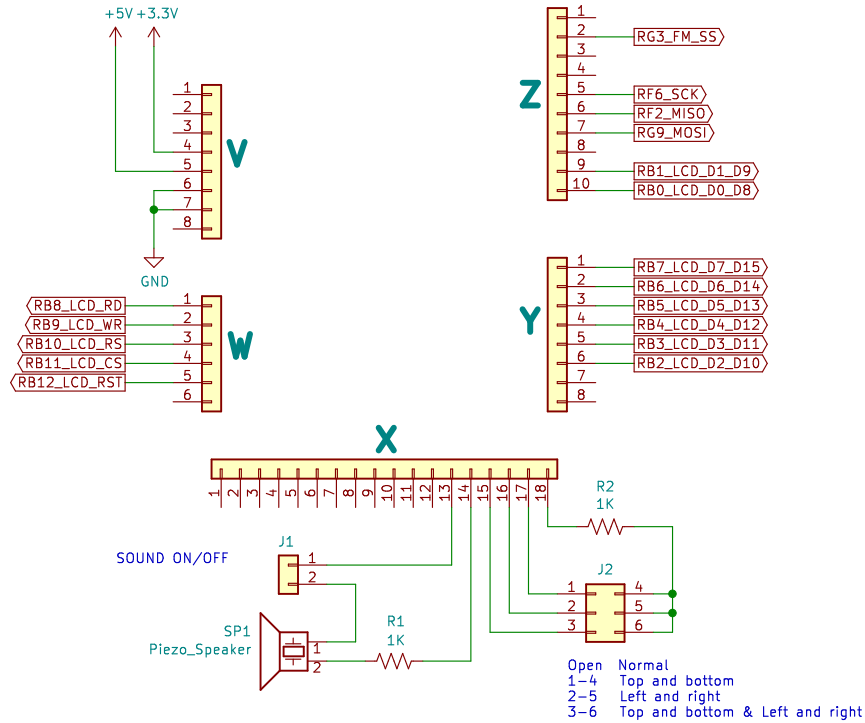 +5V +3.3V
1
2
3
4
5
6
7
8
V
GND
1
2
3
4
5
6
7
8
9
10
Z
RG3_FM_SS
RF6_SCK
RF2_MISO
RG9_MOSI
RB1_LCD_D1_D9
RB0_LCD_D0_D8
RB8_LCD_RD
RB9_LCD_WR
RB10_LCD_RS
RB11_LCD_CS
RB12_LCD_RST
1
2
3
4
5
6
W
1
2
3
4
5
6
7
8
Y
RB7_LCD_D7_D15
RB6_LCD_D6_D14
RB5_LCD_D5_D13
RB4_LCD_D4_D12
RB3_LCD_D3_D11
RB2_LCD_D2_D10
X
1 2 3 4 5 6 7 8 9 10 11 12 13 14 15 16 17 18
R2
1K
SOUND ON/OFF
J1
1
2
J2
1 4
2 5
3 6
SP1
Piezo_Speaker
1
2
R1
1K
Open Normal
1-4 Top and bottom
2-5 Left and right
3-6 Top and bottom & Left and right